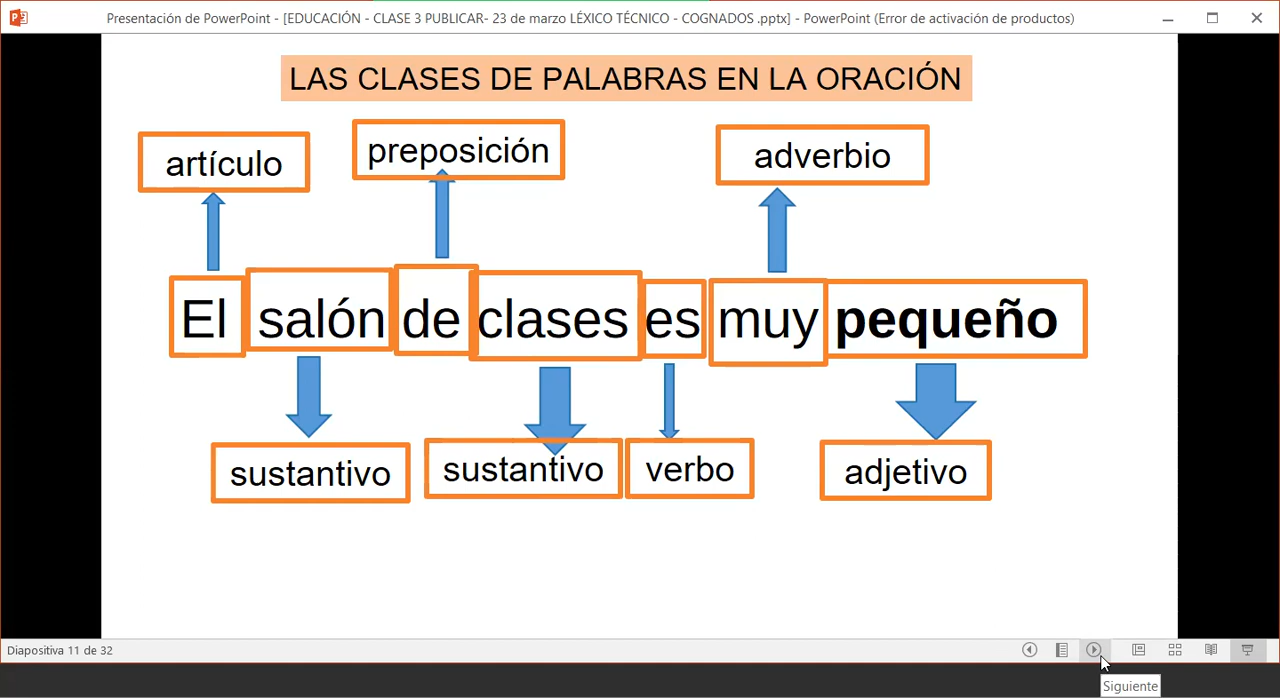 Presentación de PowerPoint - [EDUCACIÓN - CLASE 3 PUBLICAR- 23 de marzo LÉXICO TÉCNICO - COGNADOS .pptx] - PowerPoint (Error de activación de productos)
LAS CLASES DE PALABRAS EN LA ORACIÓN
artículo preposición adverbio
El salón de clases es muy pequeño
sustantivo sustantivo verbo adjetivo
Diapositiva 11 de 32
Siguiente